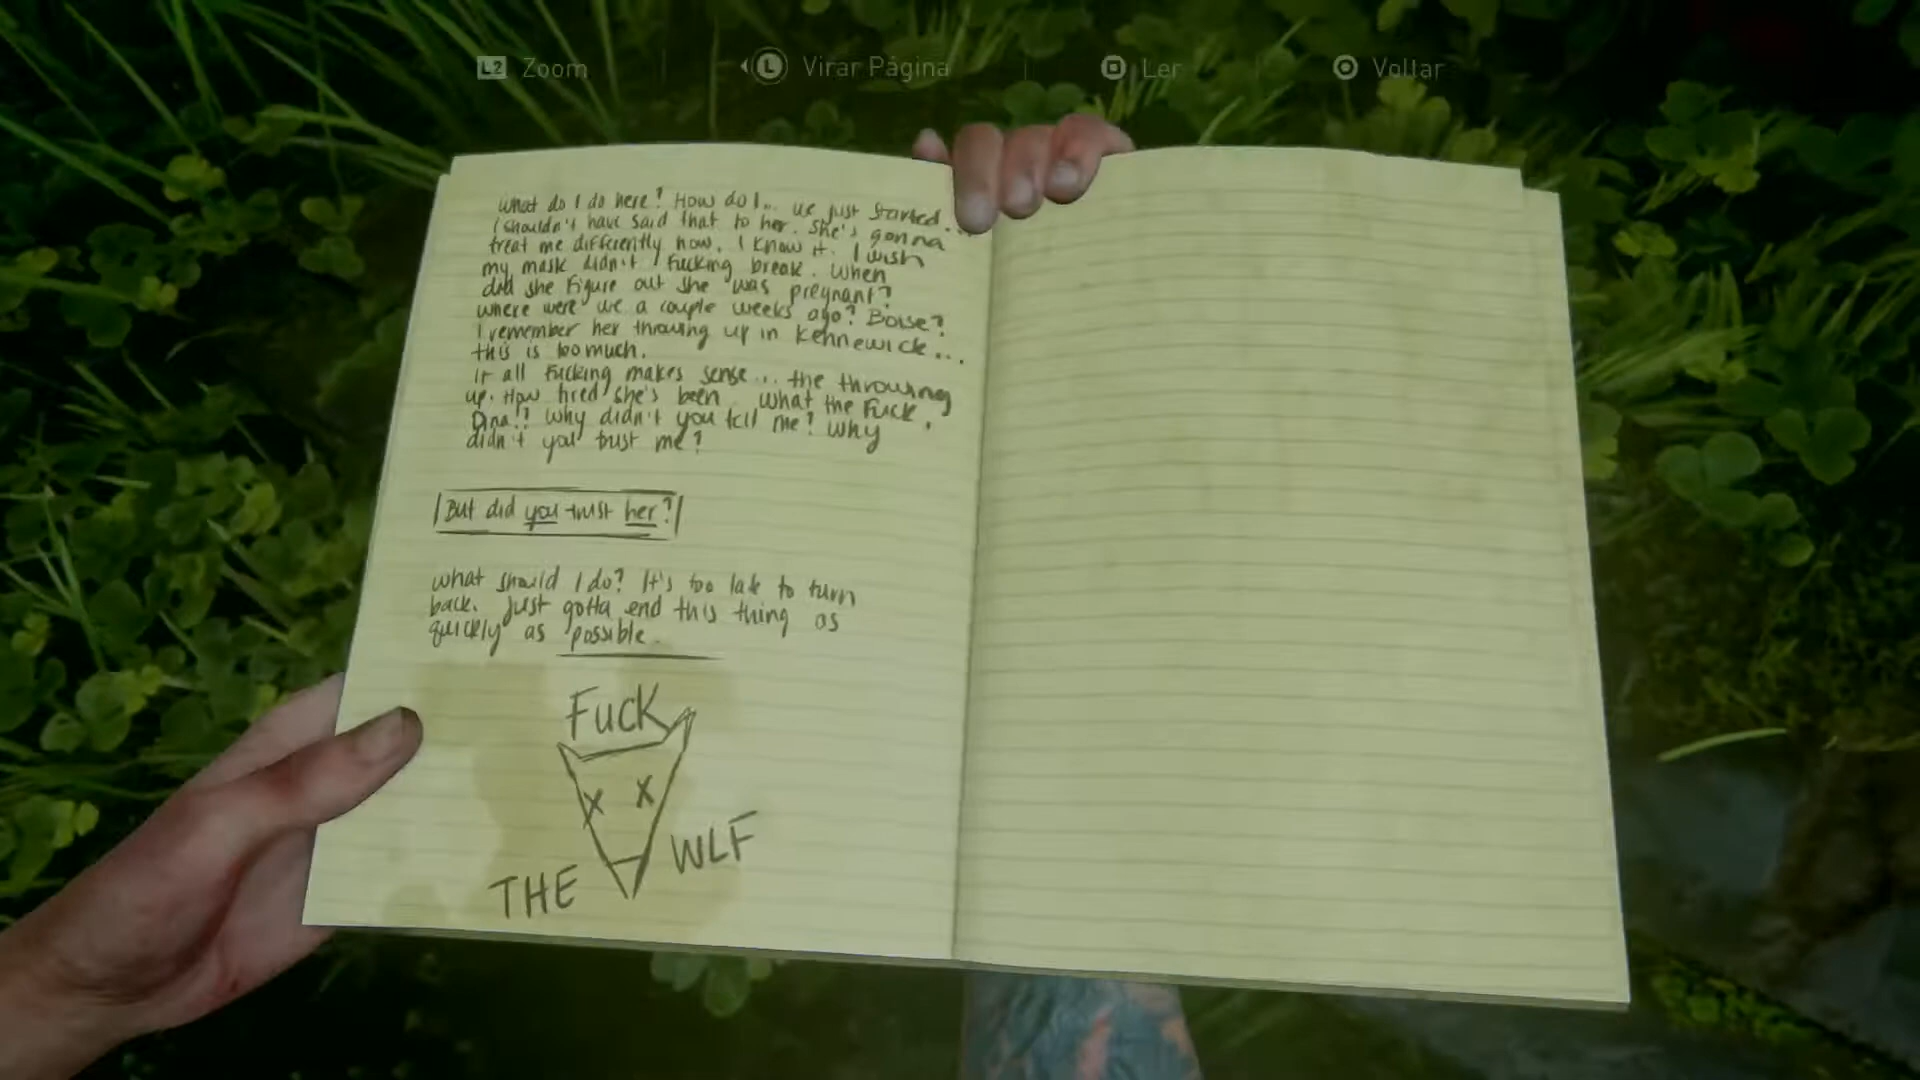 L2 Zoom L Virar Página Ler Voltar
What do I do here? How do I... we just started...
I shouldn't have said that to her. She's gonna
treat me differently now. I know it. I wish
my mask didn't fucking break. When
did she figure out she was pregnant?
where were we a couple weeks ago? Boise?
I remember her throwing up in Kennewick...
this is too much.
It all fucking makes sense... the throwing
up. How tired she's been. What the fuck,
Dina!? Why didn't you tell me? Why
didn't you trust me?
But did you trust her?
what should I do? It's too late to turn
back. Just gotta end this thing as
quickly as possible.
Fuck
THE WLF